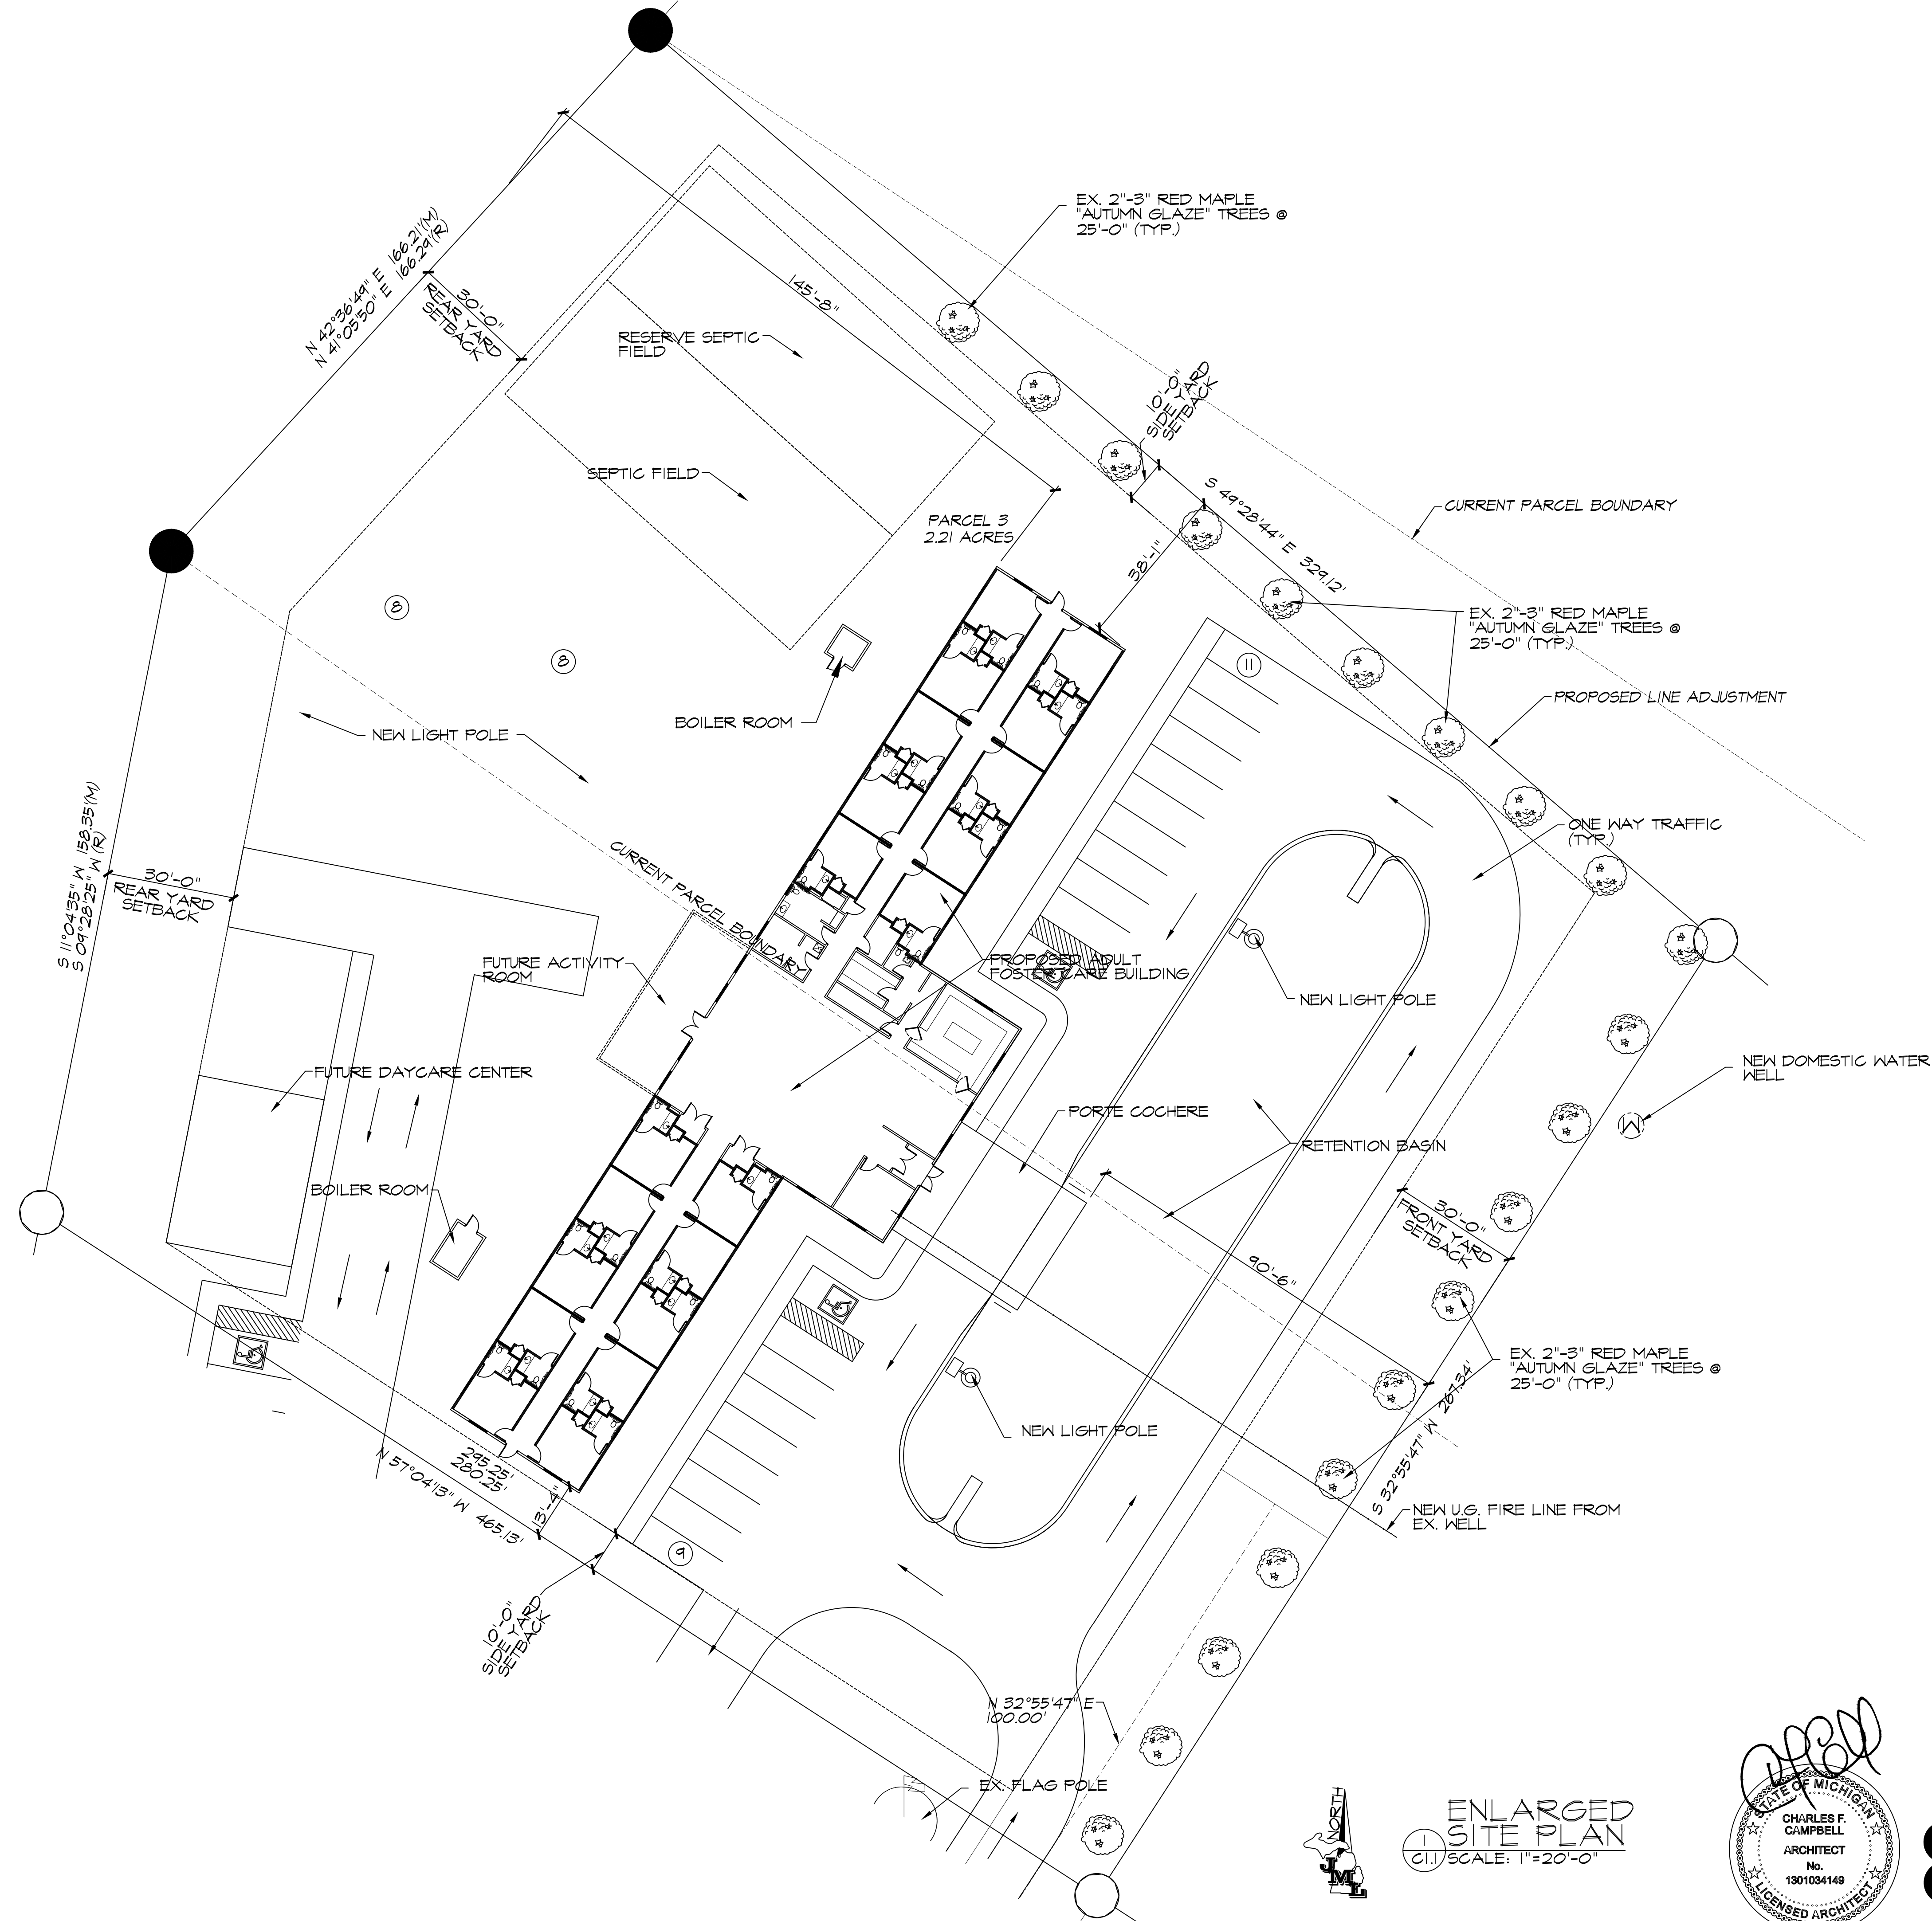 EX. 2"-3" RED MAPLE
"AUTUMN GLAZE" TREES @
25'-0" (TYP.)
N 42°36'49" E 166.21'(M)
N 41°05'50" E 166.29'(R)
30'-0"
REAR YARD
SETBACK
145'-8"
RESERVE SEPTIC
FIELD
SEPTIC FIELD
10'-0"
SIDE YARD
SETBACK
S 49°28'44" E 329.12'
CURRENT PARCEL BOUNDARY
PARCEL 3
2.21 ACRES
38'-1"
8
8
11
EX. 2"-3" RED MAPLE
"AUTUMN GLAZE" TREES @
25'-0" (TYP.)
PROPOSED LINE ADJUSTMENT
BOILER ROOM
NEW LIGHT POLE
ONE WAY TRAFFIC
(TYP.)
S 11°04'35" W 158.35'(M)
S 09°28'25" W (R)
30'-0"
REAR YARD
SETBACK
CURRENT PARCEL BOUNDARY
FUTURE ACTIVITY
ROOM
PROPOSED ADULT
FOSTER CARE BUILDING
NEW LIGHT POLE
FUTURE DAYCARE CENTER
NEW DOMESTIC WATER
WELL
W
PORTE COCHERE
RETENTION BASIN
BOILER ROOM
30'-0"
FRONT YARD
SETBACK
90'-6"
EX. 2"-3" RED MAPLE
"AUTUMN GLAZE" TREES @
25'-0" (TYP.)
NEW LIGHT POLE
S 32°55'47" W 267.34'
295.25'
280.25'
N 57°04'13" W 465.13'
13'-4"
NEW U.G. FIRE LINE FROM
EX. WELL
9
10'-0"
SIDE YARD
SETBACK
N 32°55'47" E
100.00'
EX. FLAG POLE
NORTH
JML
1
C1.1
ENLARGED
SITE PLAN
SCALE: 1"=20'-0"
STATE OF MICHIGAN
CHARLES F.
CAMPBELL
ARCHITECT
No.
1301034149
LICENSED ARCHITECT